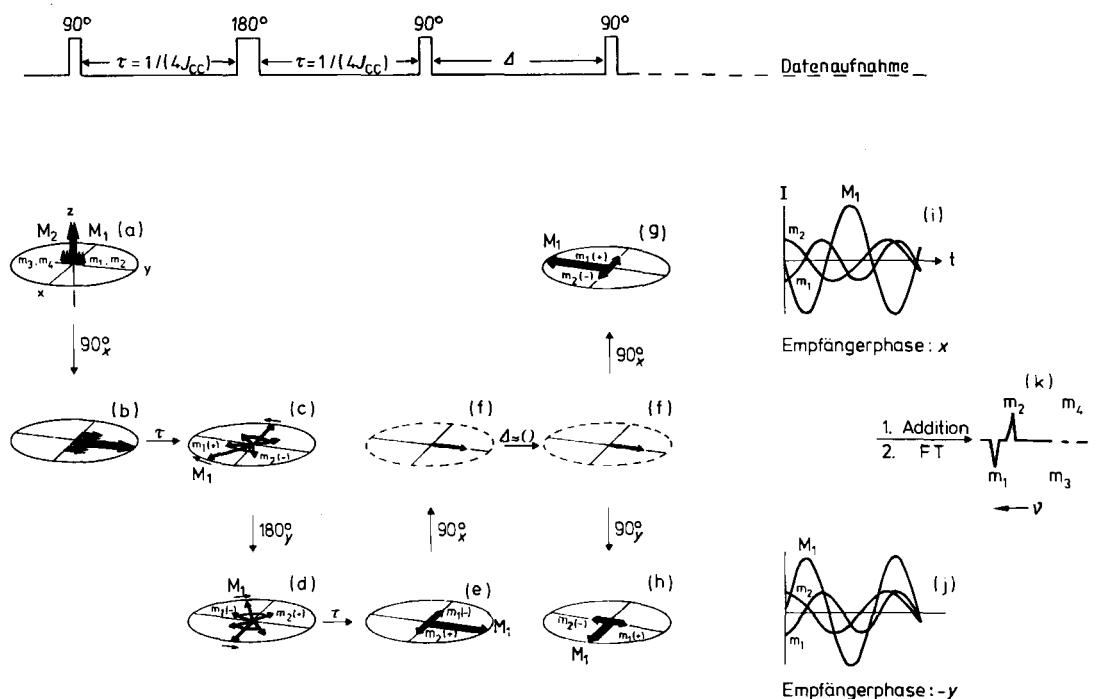 90° 180° 90° 90°
τ = 1/(4J_CC) τ = 1/(4J_CC) Δ Datenaufnahme
z
M₂ M₁ (a)
m₃, m₄ m₁, m₂ y
x
(g)
M₁
m₁(+)
m₂(-)
I M₁ (i)
m₂
t
m₁
Empfängerphase: x
90°ₓ
90°ₓ
(b) (c) (f) (f)
τ
m₁(+)
m₂(-)
M₁
Δ≈0
(k)
m₂ m₄
1. Addition
2. FT
m₁ m₃
ν
180°y 90°ₓ 90°y
M₁ (d) (e) (h)
m₁(-) m₂(+)
τ
m₁(-)
m₂(+) M₁
m₂(-)
m₁(+)
M₁
M₁ (j)
m₂
m₁
Empfängerphase: -y